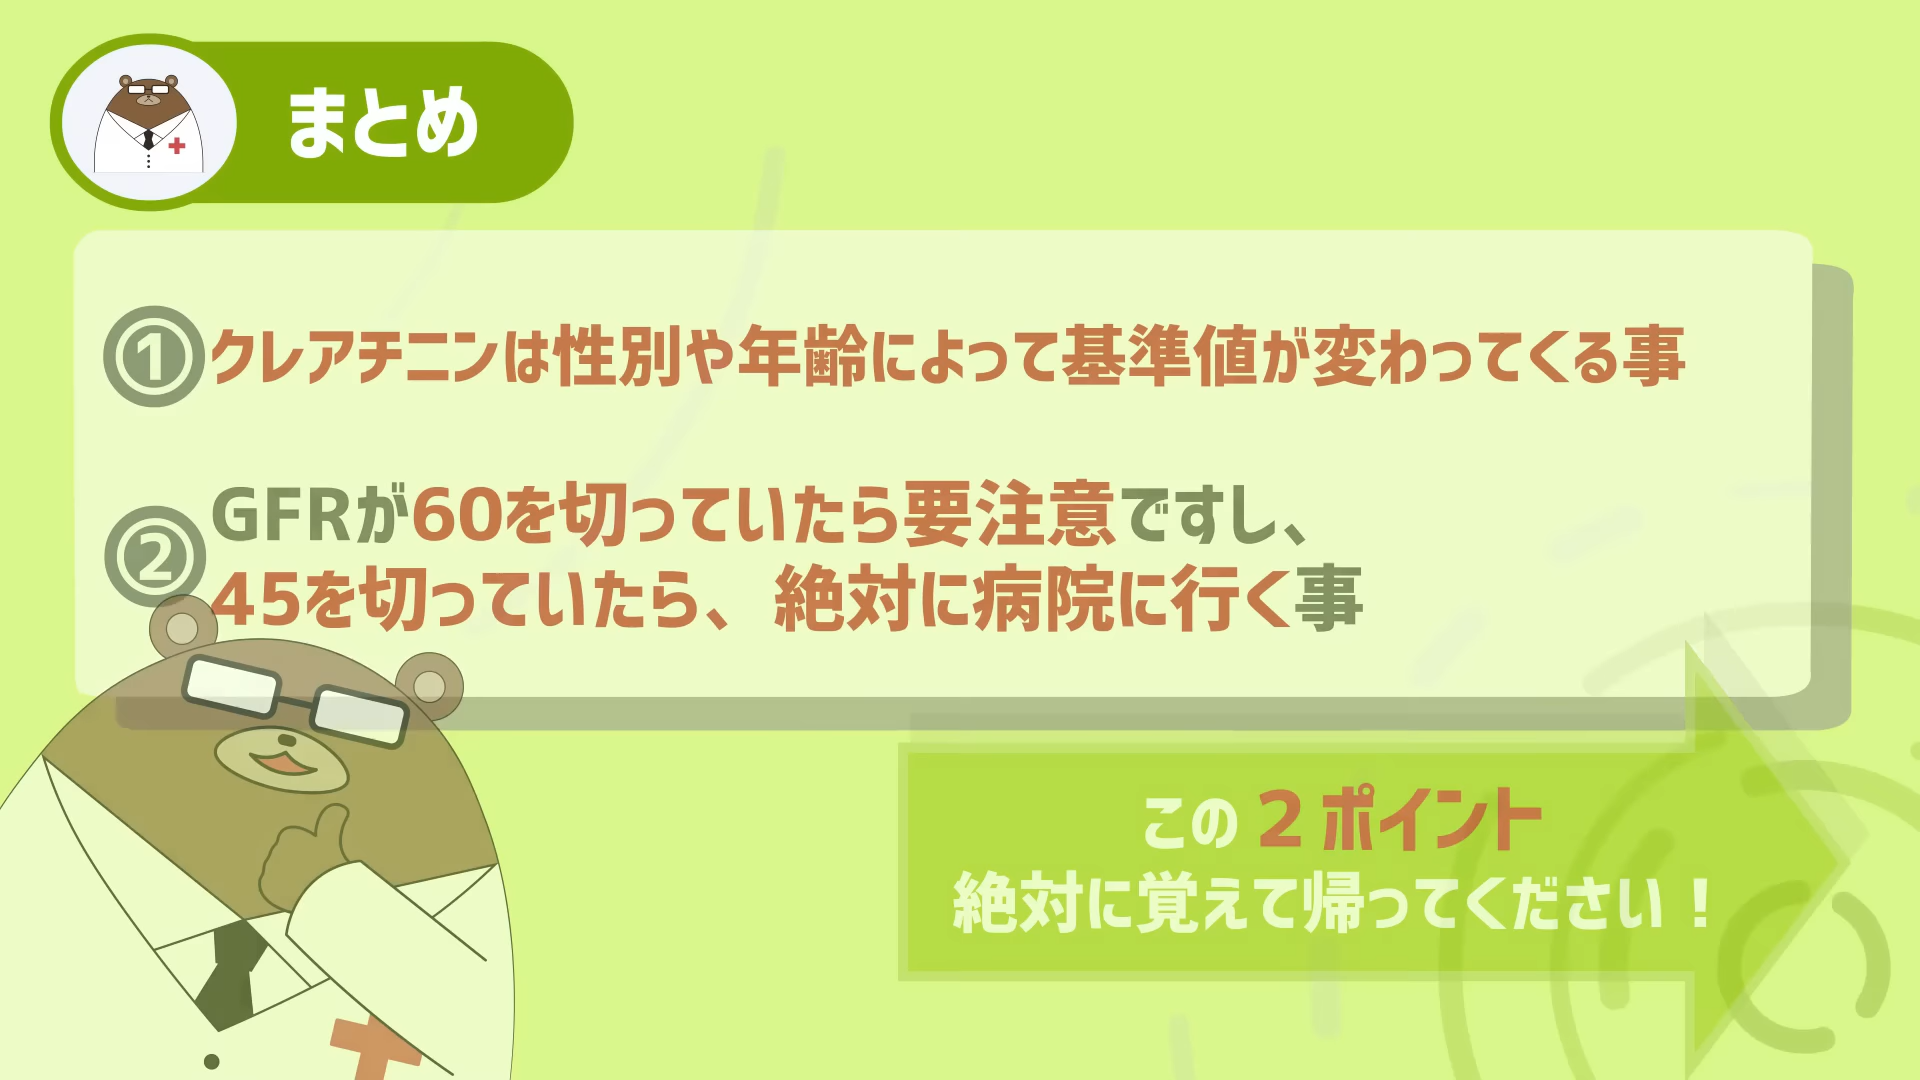 まとめ
①クレアチニンは性別や年齢によって基準値が変わってくる事
②GFRが60を切っていたら要注意ですし、
45を切っていたら、絶対に病院に行く事
この2ポイント
絶対に覚えて帰ってください！